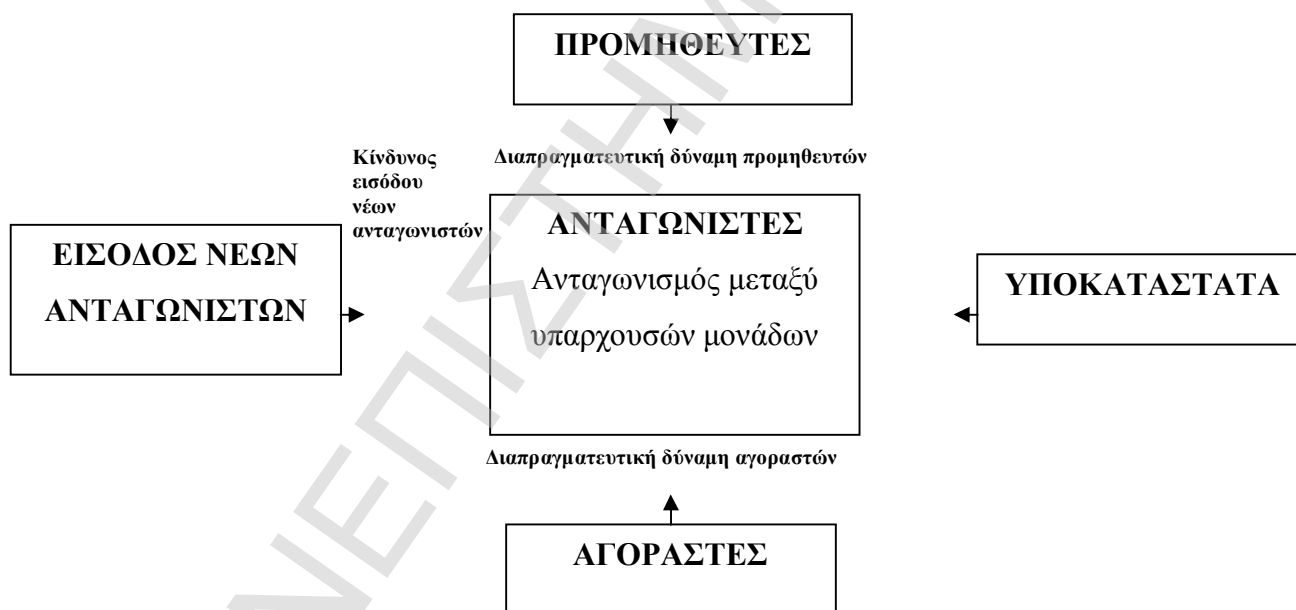 ΠΡΟΜΗΘΕΥΤΕΣ
Κίνδυνος
εισόδου
νέων
ανταγωνιστών
Διαπραγματευτική δύναμη προμηθευτών
ΕΙΣΟΔΟΣ ΝΕΩΝ
ΑΝΤΑΓΩΝΙΣΤΩΝ
ΑΝΤΑΓΩΝΙΣΤΕΣ
Ανταγωνισμός μεταξύ
υπαρχουσών μονάδων
ΥΠΟΚΑΤΑΣΤΑΤΑ
Διαπραγματευτική δύναμη αγοραστών
ΑΓΟΡΑΣΤΕΣ